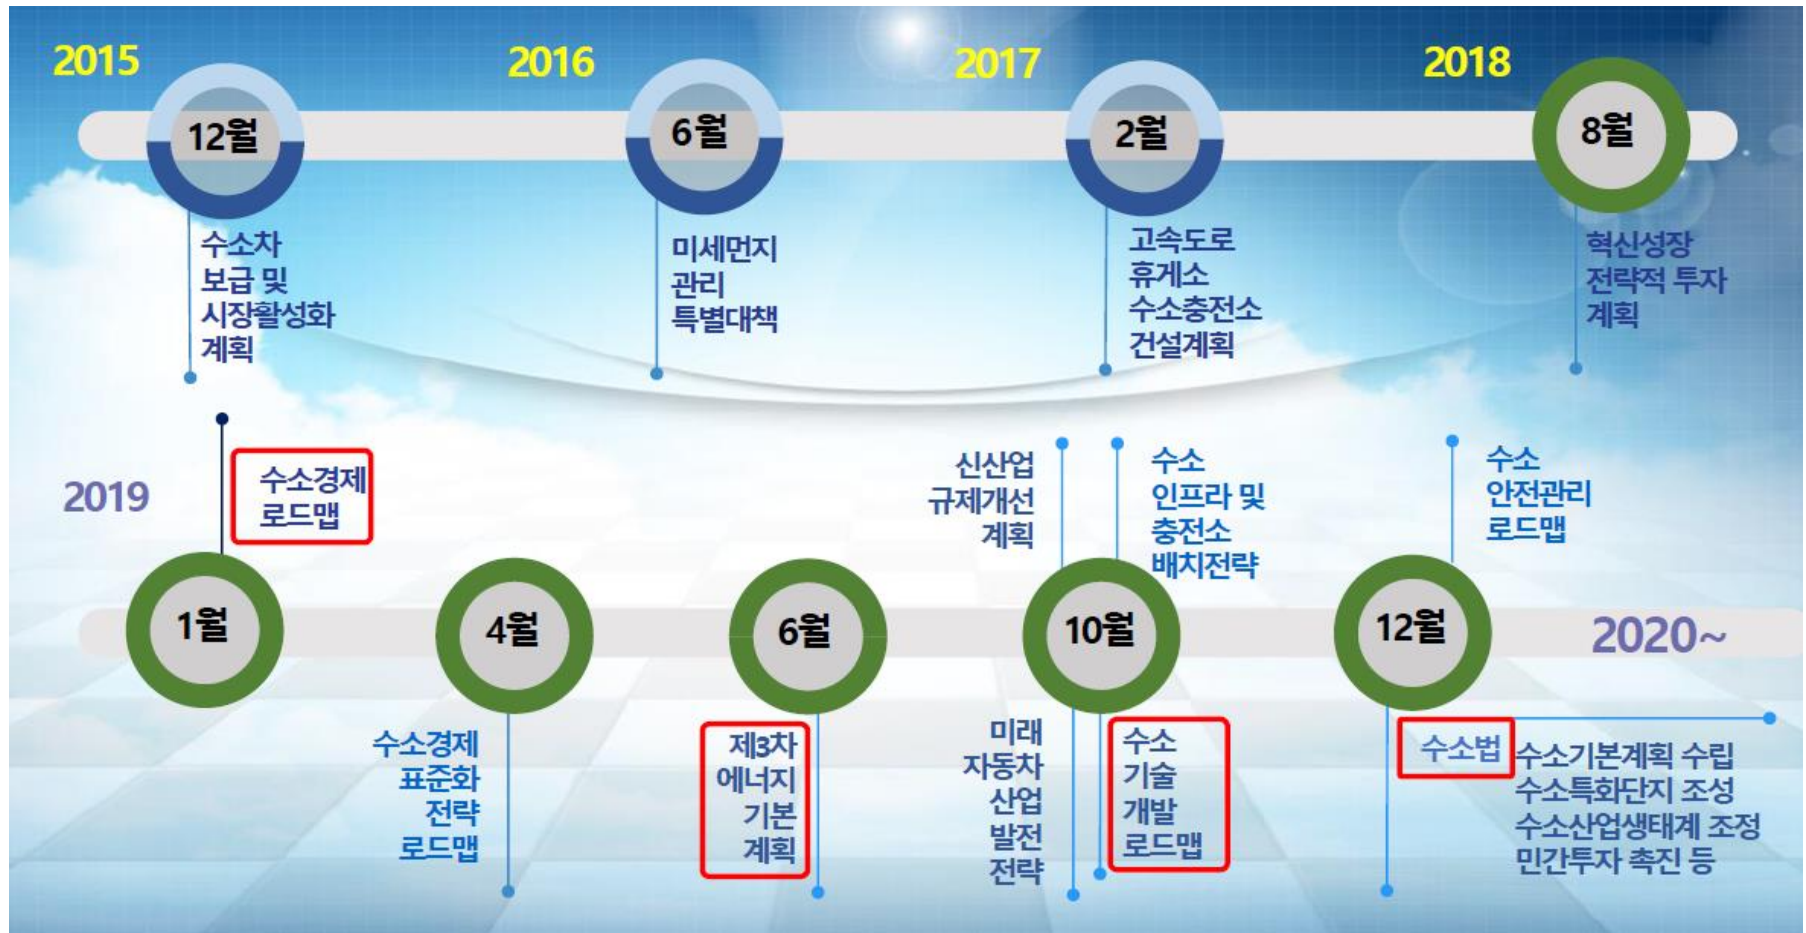 2015
12월
수소차
보급 및
시장활성화
계획
2016
6월
미세먼지
관리
특별대책
2017
2월
고속도로
휴게소
수소충전소
건설계획
2018
8월
혁신성장
전략적 투자
계획
2019
수소경제
로드맵
1월
4월
수소경제
표준화
전략
로드맵
6월
제3차
에너지
기본
계획
신산업
규제개선
계획
수소
인프라 및
충전소
배치전략
10월
미래
자동차
산업
발전
전략
수소
기술
개발
로드맵
수소
안전관리
로드맵
12월
수소법
2020~
수소기본계획 수립
수소특화단지 조성
수소산업생태계 조정
민간투자 촉진 등